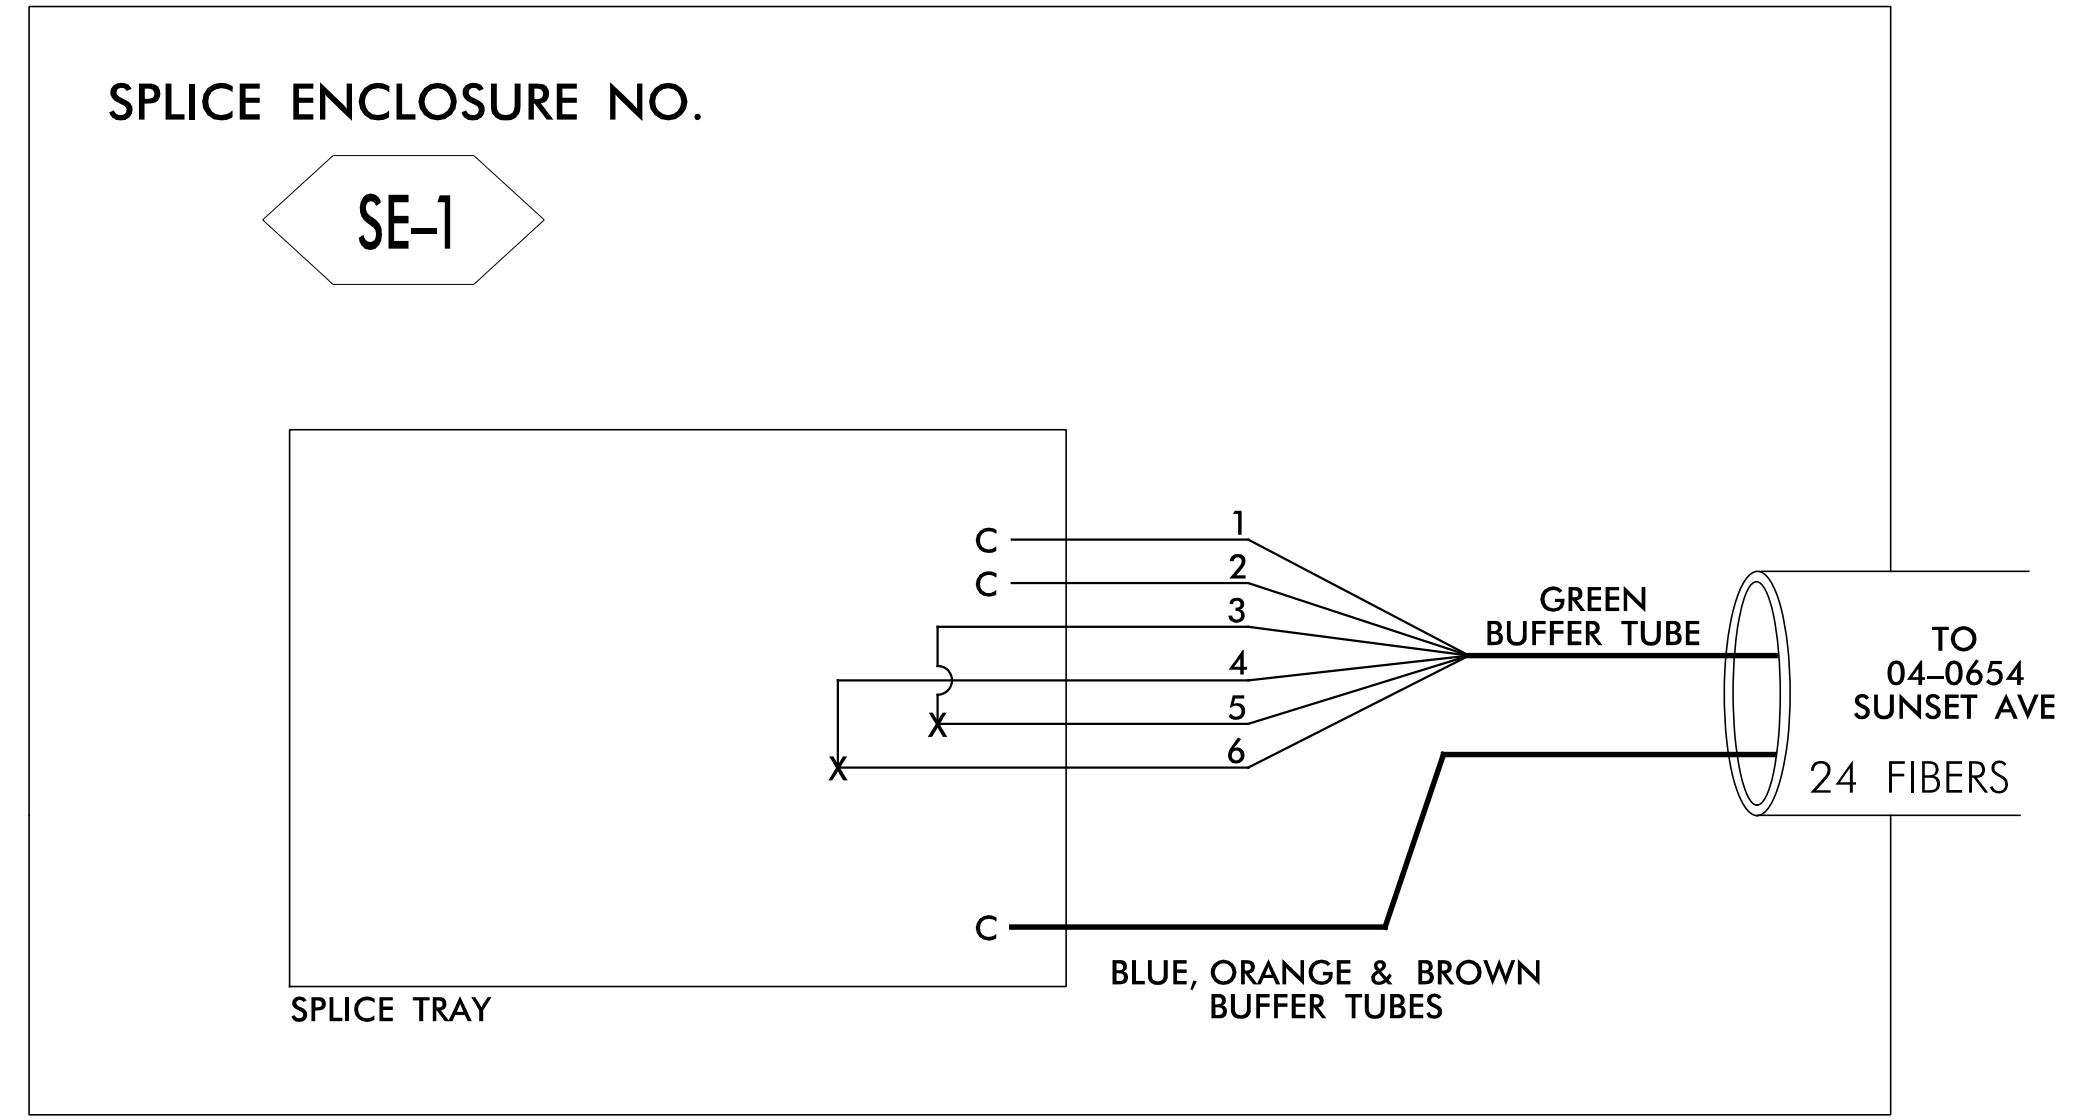 SPLICE ENCLOSURE NO.
SE-1
C
1
C
2
3
4
5
X
6
X
GREEN
BUFFER TUBE
TO
04-0654
SUNSET AVE
24 FIBERS
C
BLUE, ORANGE & BROWN
BUFFER TUBES
SPLICE TRAY